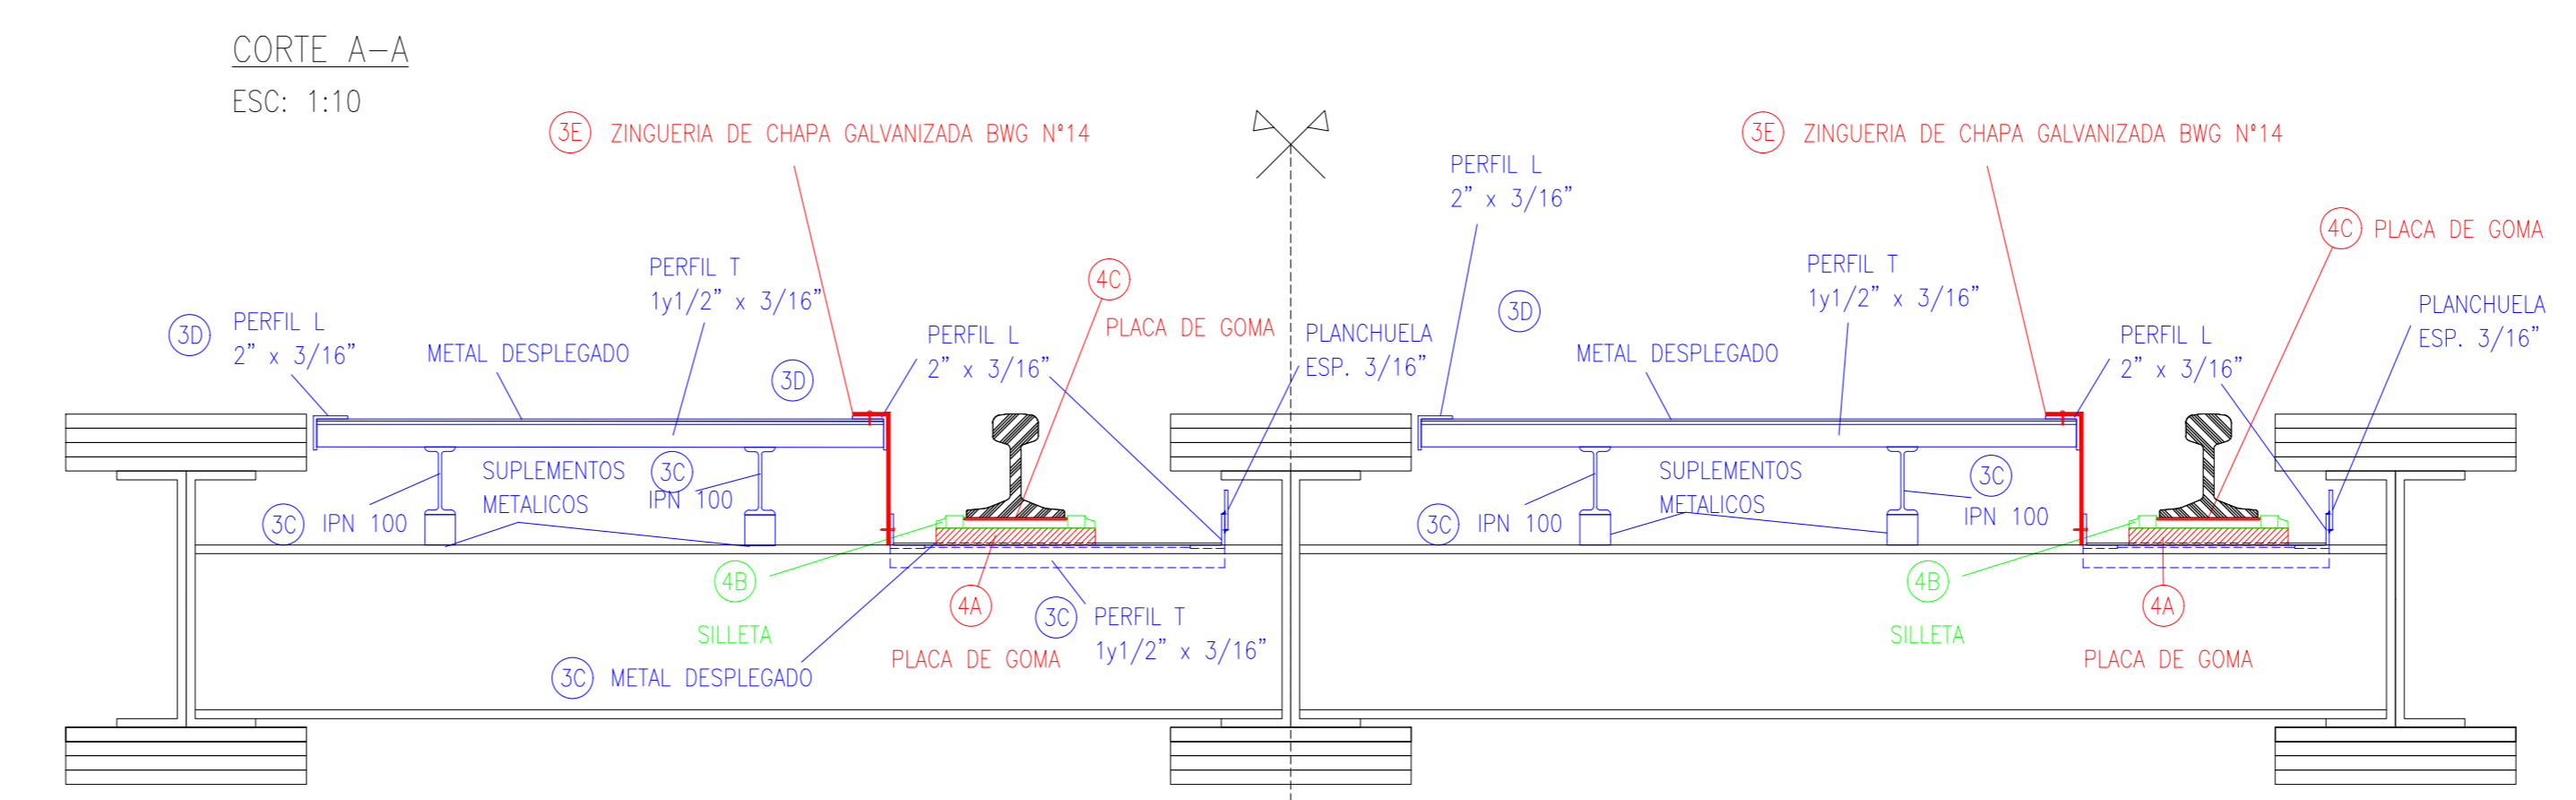 CORTE A-A
ESC: 1:10
3E ZINGUERIA DE CHAPA GALVANIZADA BWG N°14
3E ZINGUERIA DE CHAPA GALVANIZADA BWG N°14
PERFIL L
2" x 3/16"
4C PLACA DE GOMA
PERFIL T
1y1/2" x 3/16"
4C
PLACA DE GOMA
PERFIL T
1y1/2" x 3/16"
3D
PERFIL L
2" x 3/16"
METAL DESPLEGADO
3D
PERFIL L
2" x 3/16"
PLANCHUELA
ESP. 3/16"
3D
METAL DESPLEGADO
PERFIL L
2" x 3/16"
PLANCHUELA
ESP. 3/16"
SUPLEMENTOS
METALICOS
3C
IPN 100
3C IPN 100
SUPLEMENTOS
METALICOS
3C
IPN 100
3C IPN 100
4B
SILLETA
4A
PLACA DE GOMA
3C PERFIL T
1y1/2" x 3/16"
3C METAL DESPLEGADO
4B
SILLETA
4A
PLACA DE GOMA